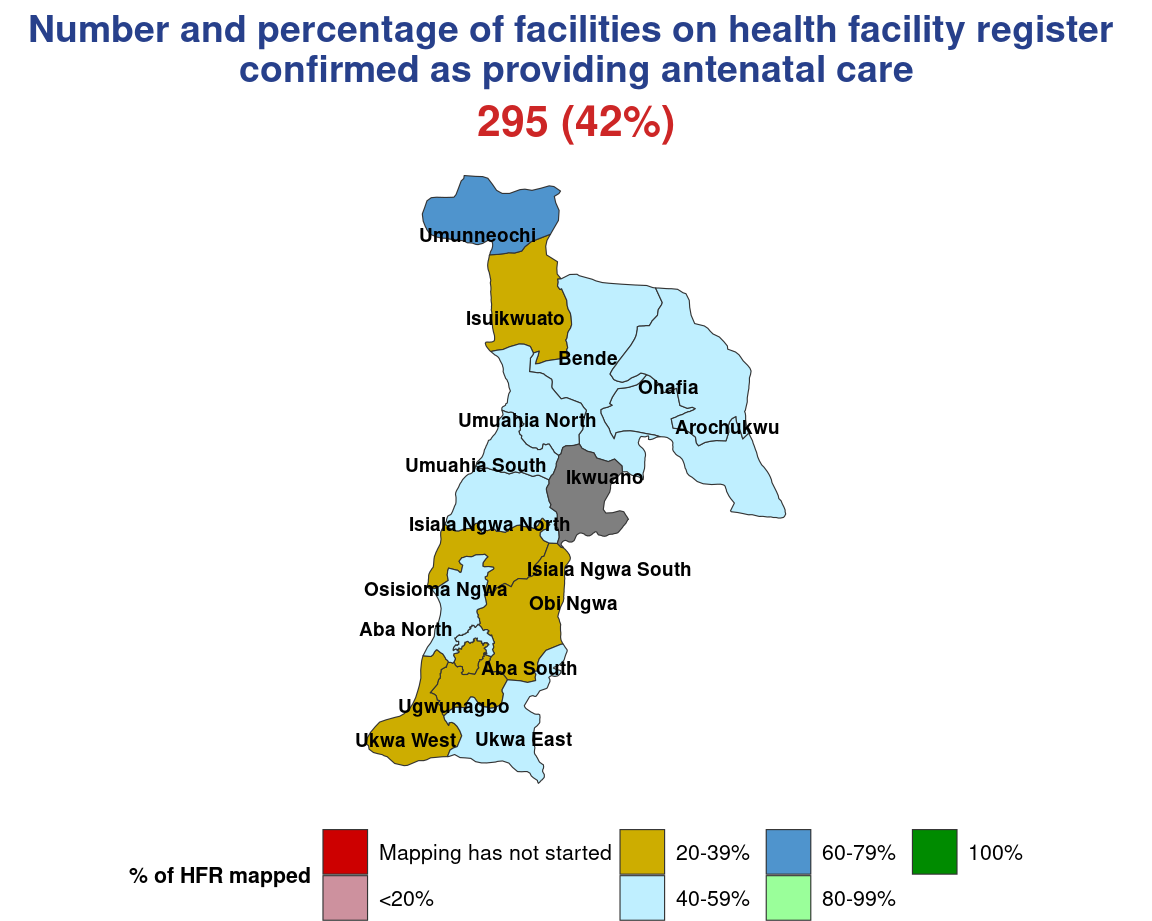 Number and percentage of facilities on health facility register
confirmed as providing antenatal care
295 (42%)
Umunneochi
Isuikwuato
Bende
Ohafia
Umuahia North
Arochukwu
Umuahia South
Ikwuano
Isiala Ngwa North
Isiala Ngwa South
Osisioma Ngwa
Obi Ngwa
Aba North
Aba South
Ugwunagbo
Ukwa West
Ukwa East
% of HFR mapped
Mapping has not started
<20%
20-39%
40-59%
60-79%
80-99%
100%